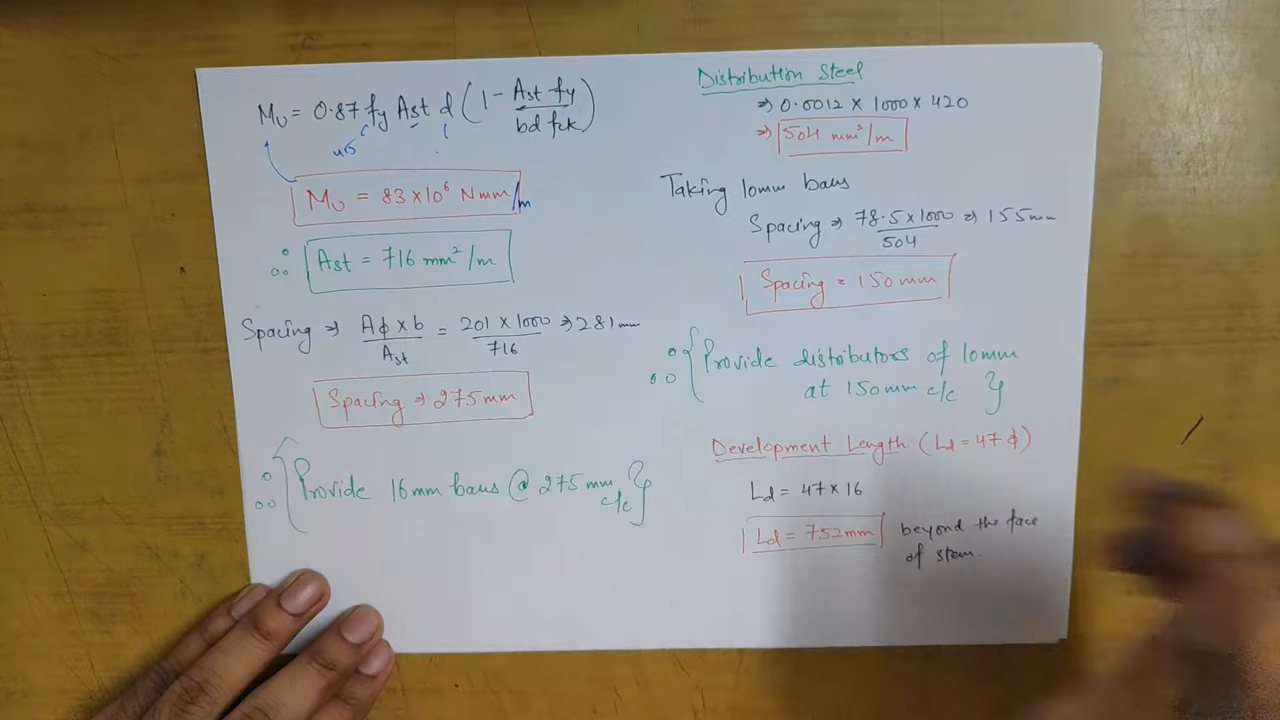 Mu = 0.87 fy Ast d (1 - Ast fy / bd fck)
Mu = 83 × 10⁶ Nmm/m
∴ Ast = 716 mm²/m
Spacing ⇒ Aϕ × b / Ast = 201 × 1000 / 716 ⇒ 281 mm
Spacing ⇒ 275 mm
∴ {Provide 16mm bars @ 275 mm c/c}
Distribution Steel
⇒ 0.0012 × 1000 × 420
⇒ 504 mm²/m
Taking 10mm bars
Spacing ⇒ 78.5 × 1000 / 504 ⇒ 155mm
Spacing = 150 mm
∴ {Provide distributors of 10mm
at 150mm c/c }
Development Length (Ld = 47 ϕ)
Ld = 47 × 16
Ld = 752mm beyond the face
of stem.